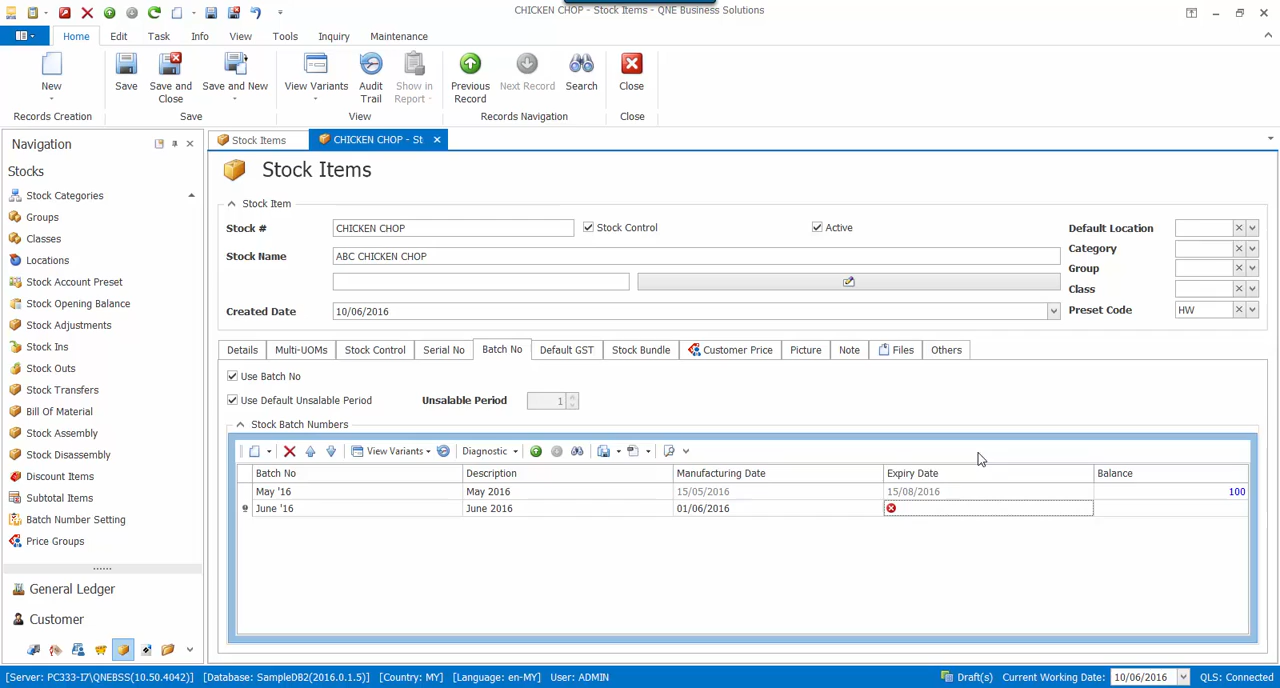 CHICKEN CHOP - Stock Items - QNE Business Solutions
Home Edit Task Info View Tools Inquiry Maintenance
New Save Save and Close Save and New View Variants Audit Trail Show in Report Previous Record Next Record Search Close
Records Creation Save View Records Navigation Close
Navigation
Stocks
Stock Categories
Groups
Classes
Locations
Stock Account Preset
Stock Opening Balance
Stock Adjustments
Stock Ins
Stock Outs
Stock Transfers
Bill Of Material
Stock Assembly
Stock Disassembly
Discount Items
Subtotal Items
Batch Number Setting
Price Groups
General Ledger
Customer
Stock Items CHICKEN CHOP - St
Stock Items
Stock Item
Stock # CHICKEN CHOP Stock Control Active Default Location
Category
Stock Name ABC CHICKEN CHOP
Group
Class
Created Date 10/06/2016 Preset Code HW
Details Multi-UOMs Stock Control Serial No Batch No Default GST Stock Bundle Customer Price Picture Note Files Others
Use Batch No
Use Default Unsalable Period Unsalable Period 1
Stock Batch Numbers
View Variants Diagnostic
Batch No Description Manufacturing Date Expiry Date Balance
May '16 May 2016 15/05/2016 15/08/2016 100
June '16 June 2016 01/06/2016
[Server: PC333-I7\QNEBSS(10.50.4042)] [Database: SampleDB2(2016.0.1.5)] [Country: MY] [Language: en-MY] User: ADMIN Draft(s) Current Working Date: 10/06/2016 QLS: Connected